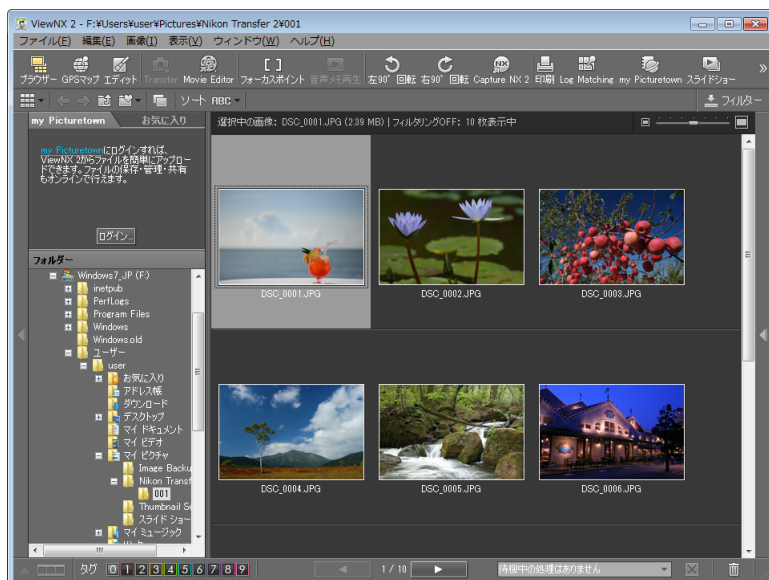 ViewNX 2 - F:¥Users¥user¥Pictures¥Nikon Transfer 2¥001
ファイル(F) 編集(E) 画像(I) 表示(V) ウィンドウ(W) ヘルプ(H)
ブラウザー GPSマップ エディット Transfer Movie Editor フォーカスポイント 音声メモ再生 左90° 回転 右90° 回転 Capture NX 2 印刷 Log Matching my Picturetown スライドショー
ソート ABC フィルター
my Picturetown お気に入り 選択中の画像: DSC_0001.JPG (2.39 MB) | フィルタリングOFF: 10 枚表示中
my Picturetownにログインすれば、
ViewNX 2からファイルを簡単にアップロー
ドできます。ファイルの保存・管理・共有
もオンラインで行えます。
ログイン...
フォルダー
Windows7_JP (F:)
inetpub
PerfLogs
Program Files
Windows
Windows.old
ユーザー
user
お気に入り
アドレス帳
ダウンロード
デスクトップ
マイ ドキュメント
マイ ビデオ
マイ ピクチャ
Image Backu
Nikon Transf
001
Thumbnail Se
スライド ショー
マイ ミュージック
DSC_0001.JPG DSC_0002.JPG DSC_0003.JPG
DSC_0004.JPG DSC_0005.JPG DSC_0006.JPG
タグ 0 1 2 3 4 5 6 7 8 9 1 / 10 待機中の処理はありません